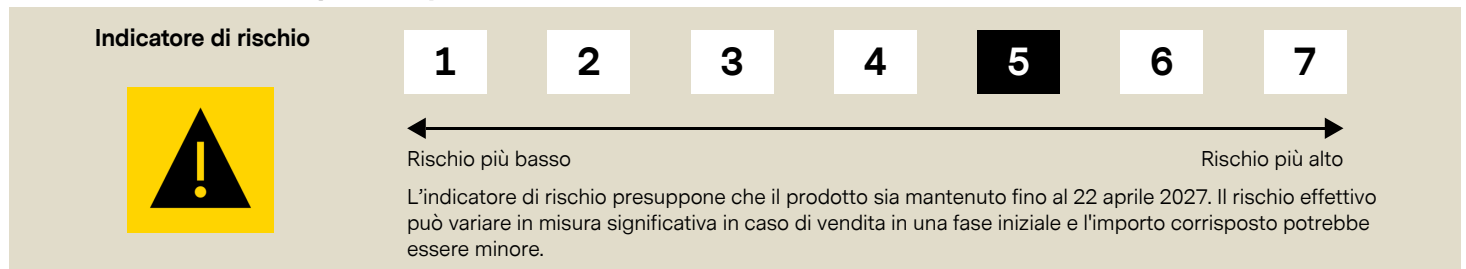 Indicatore di rischio
1 2 3 4 5 6 7
Rischio più basso Rischio più alto
L'indicatore di rischio presuppone che il prodotto sia mantenuto fino al 22 aprile 2027. Il rischio effettivo
può variare in misura significativa in caso di vendita in una fase iniziale e l'importo corrisposto potrebbe
essere minore.